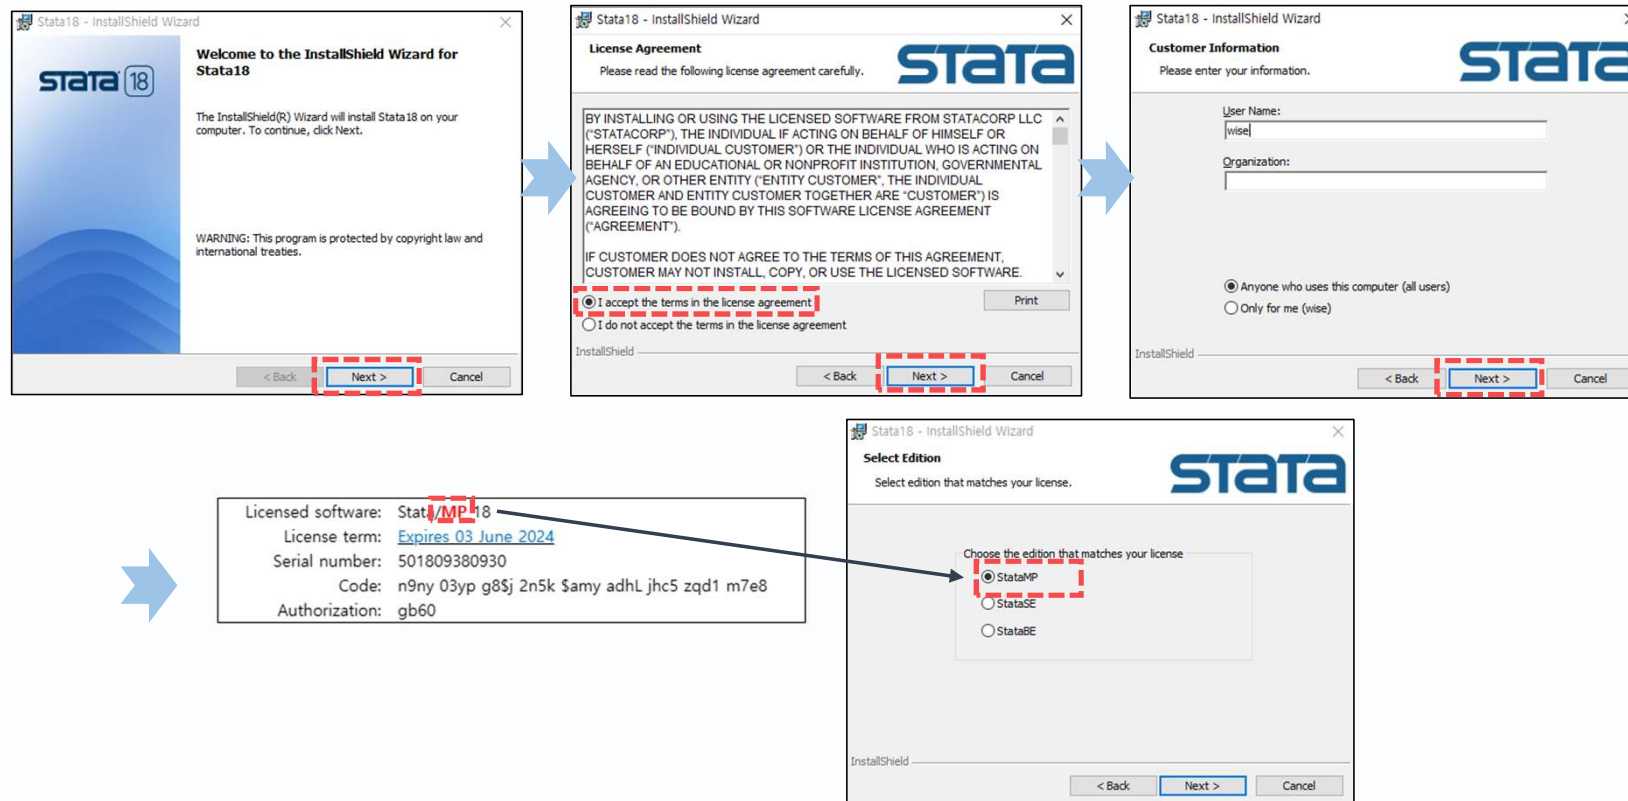 Stata18 - InstallShield Wizard
STATA 18
Welcome to the InstallShield Wizard for
Stata18
The InstallShield(R) Wizard will install Stata18 on your
computer. To continue, click Next.
WARNING: This program is protected by copyright law and
international treaties.
< Back
Next >
Cancel
Stata18 - InstallShield Wizard
License Agreement
Please read the following license agreement carefully.
STATA
BY INSTALLING OR USING THE LICENSED SOFTWARE FROM STATACORP LLC
("STATACORP"), THE INDIVIDUAL IF ACTING ON BEHALF OF HIMSELF OR
HERSELF ("INDIVIDUAL CUSTOMER") OR THE INDIVIDUAL WHO IS ACTING ON
BEHALF OF AN EDUCATIONAL OR NONPROFIT INSTITUTION, GOVERNMENTAL
AGENCY, OR OTHER ENTITY ("ENTITY CUSTOMER", THE INDIVIDUAL
CUSTOMER AND ENTITY CUSTOMER TOGETHER ARE "CUSTOMER") IS
AGREEING TO BE BOUND BY THIS SOFTWARE LICENSE AGREEMENT
("AGREEMENT").
IF CUSTOMER DOES NOT AGREE TO THE TERMS OF THIS AGREEMENT,
CUSTOMER MAY NOT INSTALL, COPY, OR USE THE LICENSED SOFTWARE.
I accept the terms in the license agreement
Print
I do not accept the terms in the license agreement
InstallShield
< Back
Next >
Cancel
Stata18 - InstallShield Wizard
Customer Information
Please enter your information.
STATA
User Name:
wise
Organization:
Anyone who uses this computer (all users)
Only for me (wise)
InstallShield
< Back
Next >
Cancel
Licensed software: Stata/MP 18
License term: Expires 03 June 2024
Serial number: 501809380930
Code: n9ny 03yp g8$j 2n5k $amy adhL jhc5 zqd1 m7e8
Authorization: gb60
Stata18 - InstallShield Wizard
Select Edition
Select edition that matches your license.
STATA
Choose the edition that matches your license
StataMP
StataSE
StataBE
InstallShield
< Back
Next >
Cancel